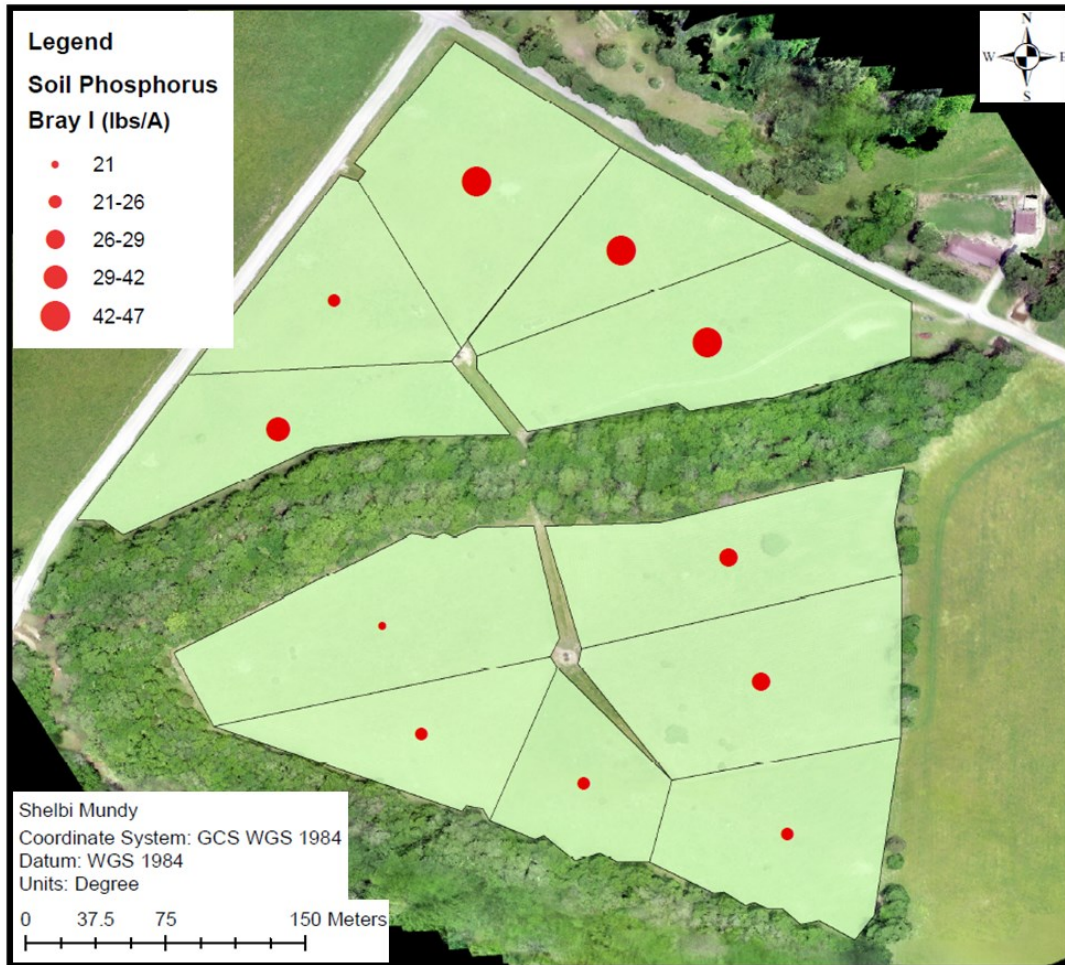 Legend
Soil Phosphorus
Bray I (lbs/A)
21
21-26
26-29
29-42
42-47
N
W E
S
Shelbi Mundy
Coordinate System: GCS WGS 1984
Datum: WGS 1984
Units: Degree
0 37.5 75 150 Meters